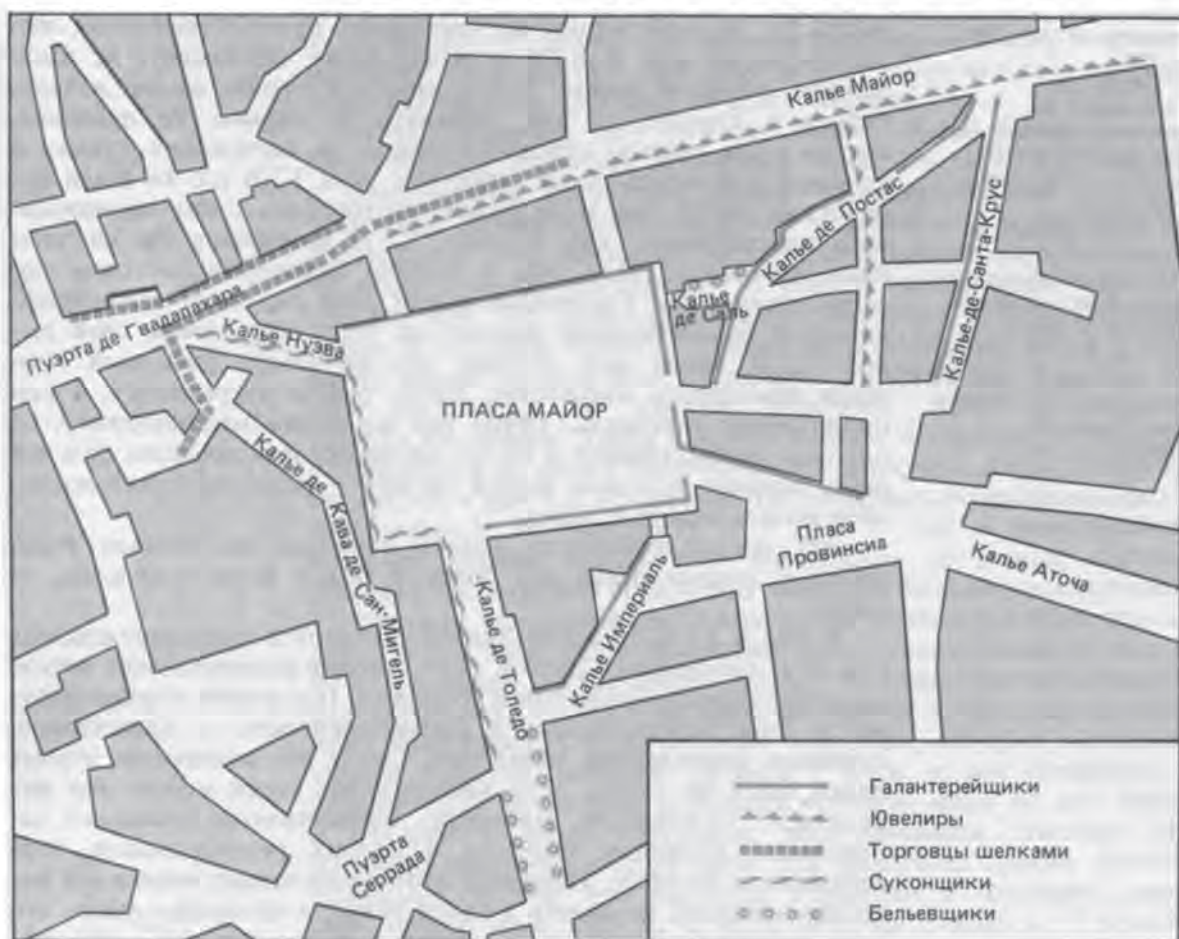 Калье Майор
Калье де Постас
Калье
де Саль
Калье-де-Санта-Крус
Пуэрта де Гвадалахара
Калье Нуэва
ПЛАСА МАЙОР
Калье де
Кава де Сан-Мигель
Калье де Толедо
Калье Империаль
Пласа
Провинсиа
Калье Аточа
Пуэрта
Серрада
Галантерейщики
Ювелиры
Торговцы шелками
Суконщики
Бельевщики